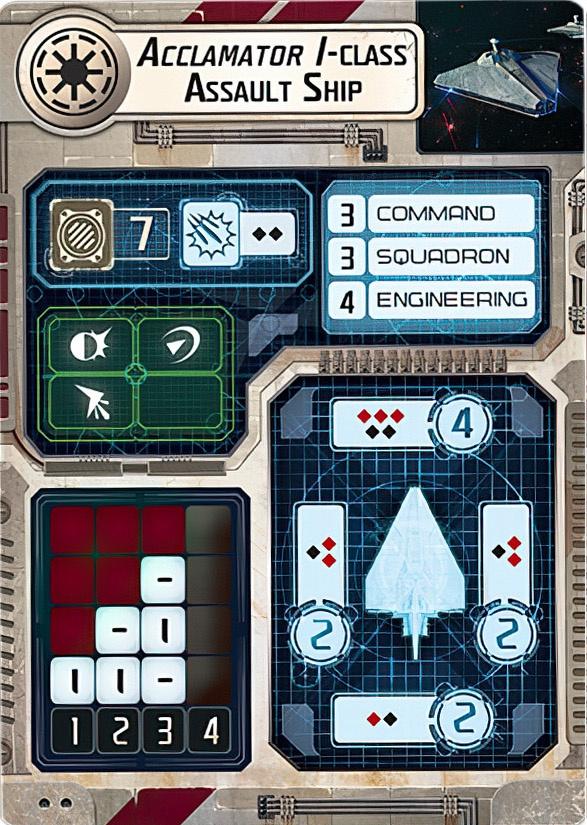 ACCLAMATOR I-CLASS
ASSAULT SHIP
7
3 COMMAND
3 SQUADRON
4 ENGINEERING
4
2
2
2
-
- I
I I -
1 2 3 4